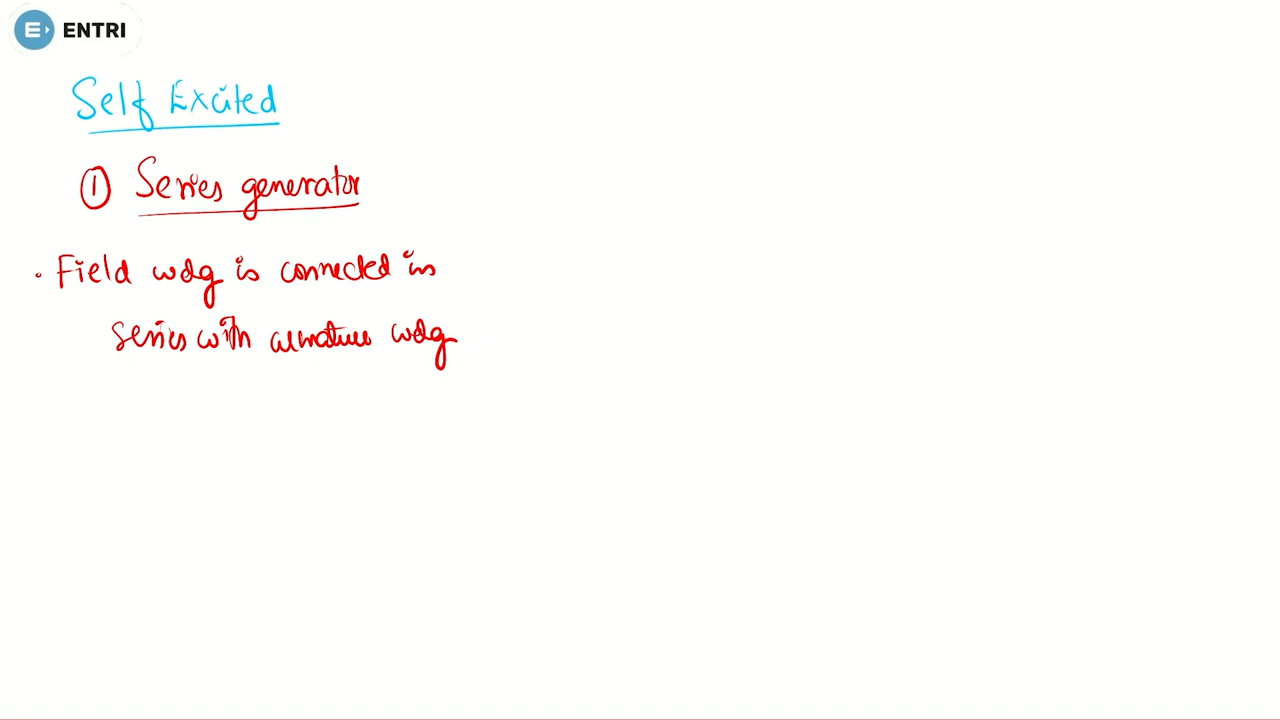 ENTRI
Self Excited
① Series generator
· Field wdg is connected in
series with armature wdg